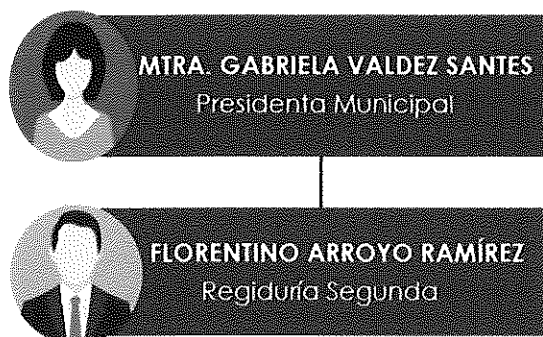 MTRA. GABRIELA VALDEZ SANTES
Presidenta Municipal
FLORENTINO ARROYO RAMÍREZ
Regiduría Segunda